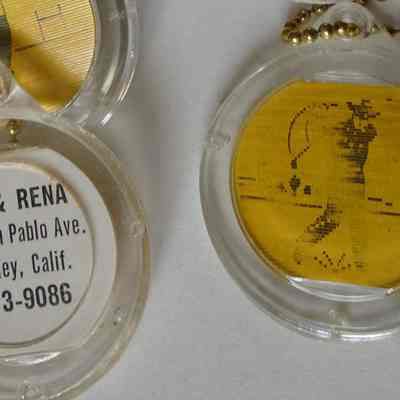 & RENA
Pablo Ave.
ley, Calif.
3-9086